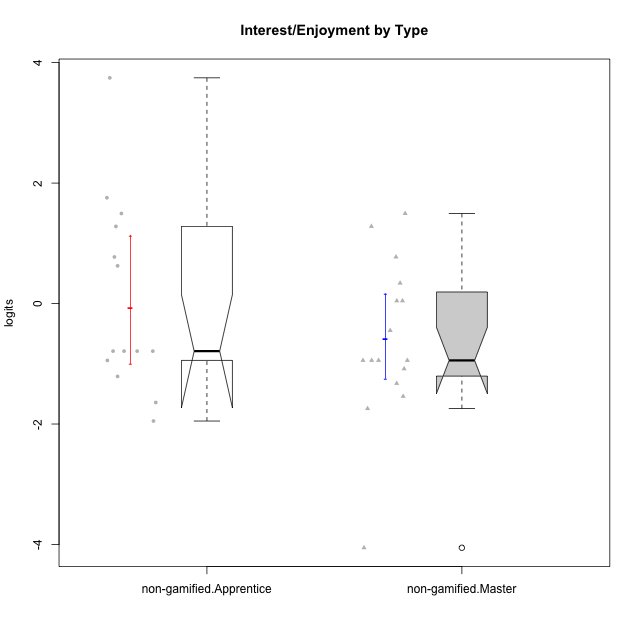 Interest/Enjoyment by Type
logits
4
2
0
-2
-4
non-gamified.Apprentice
non-gamified.Master